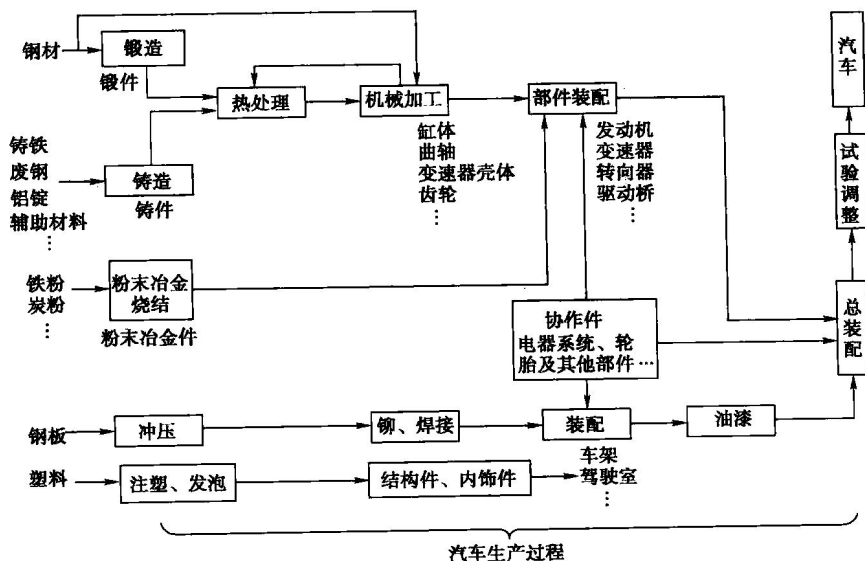 钢材
锻造
锻件
热处理
机械加工
缸体
曲轴
变速器壳体
齿轮
…
部件装配
发动机
变速器
转向器
驱动桥
…
汽车
试验调整
总装配
铸铁
废钢
铝锭
辅助材料
…
铸造
铸件
铁粉
炭粉
…
粉末冶金
烧结
粉末冶金件
协作件
电器系统、轮
胎及其他部件…
钢板
冲压
铆、焊接
装配
油漆
车架
驾驶室
…
塑料
注塑、发泡
结构件、内饰件
汽车生产过程